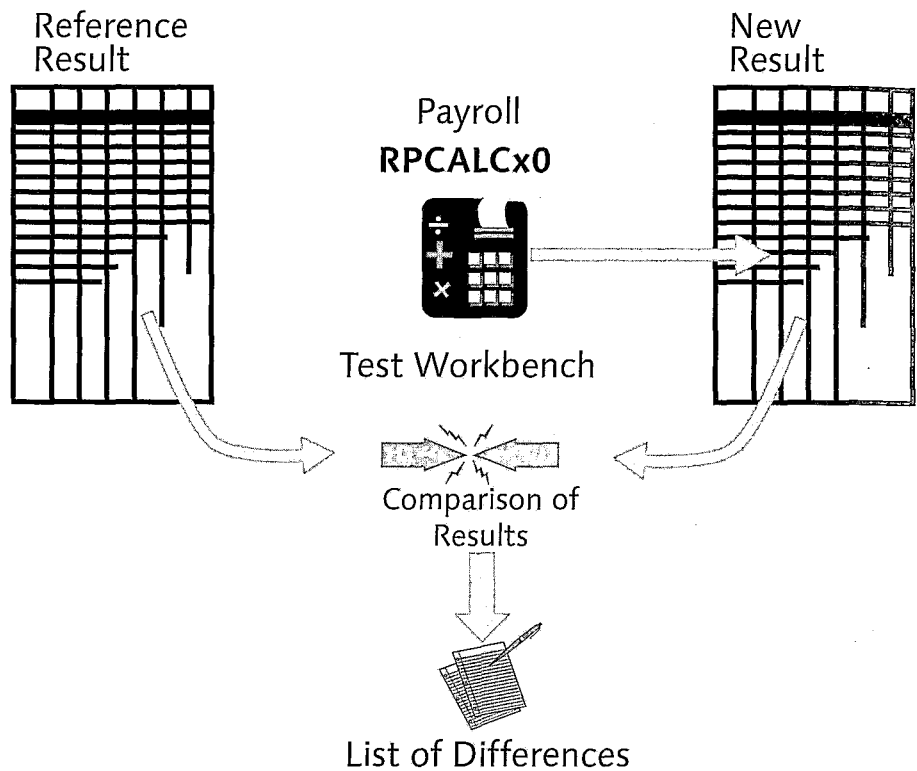 Reference
Result
New
Result
Payroll
RPCALCx0
Test Workbench
Comparison of
Results
List of Differences